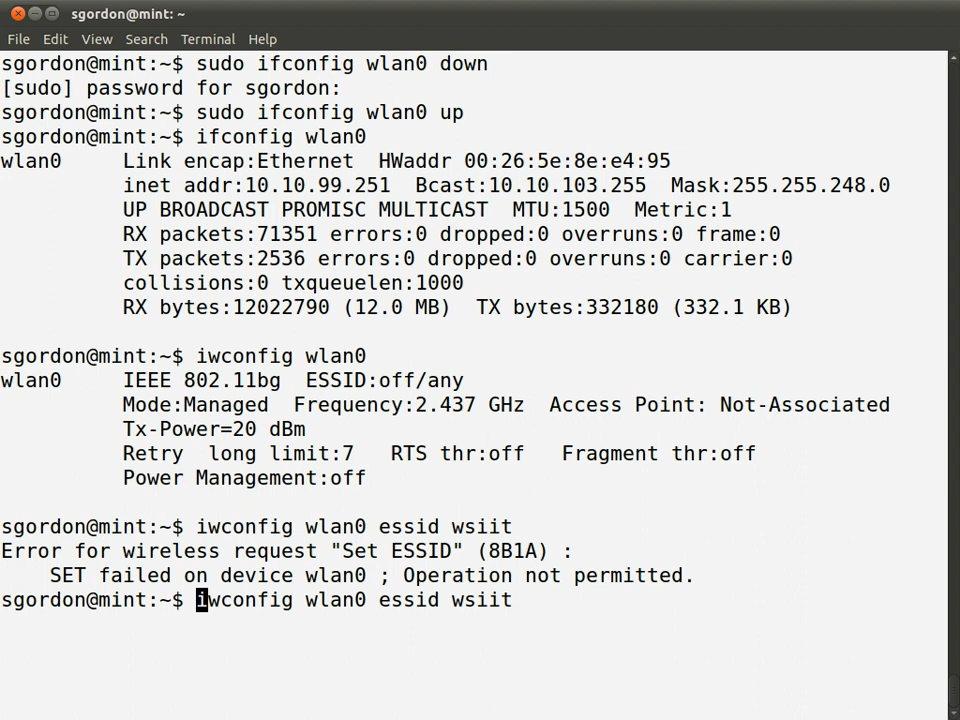 sgordon@mint: ~
File Edit View Search Terminal Help
sgordon@mint:~$ sudo ifconfig wlan0 down
[sudo] password for sgordon:
sgordon@mint:~$ sudo ifconfig wlan0 up
sgordon@mint:~$ ifconfig wlan0
wlan0     Link encap:Ethernet  HWaddr 00:26:5e:8e:e4:95
          inet addr:10.10.99.251  Bcast:10.10.103.255  Mask:255.255.248.0
          UP BROADCAST PROMISC MULTICAST  MTU:1500  Metric:1
          RX packets:71351 errors:0 dropped:0 overruns:0 frame:0
          TX packets:2536 errors:0 dropped:0 overruns:0 carrier:0
          collisions:0 txqueuelen:1000
          RX bytes:12022790 (12.0 MB)  TX bytes:332180 (332.1 KB)
sgordon@mint:~$ iwconfig wlan0
wlan0     IEEE 802.11bg  ESSID:off/any
          Mode:Managed  Frequency:2.437 GHz  Access Point: Not-Associated
          Tx-Power=20 dBm
          Retry  long limit:7   RTS thr:off   Fragment thr:off
          Power Management:off
sgordon@mint:~$ iwconfig wlan0 essid wsiit
Error for wireless request "Set ESSID" (8B1A) :
    SET failed on device wlan0 ; Operation not permitted.
sgordon@mint:~$ iwconfig wlan0 essid wsiit